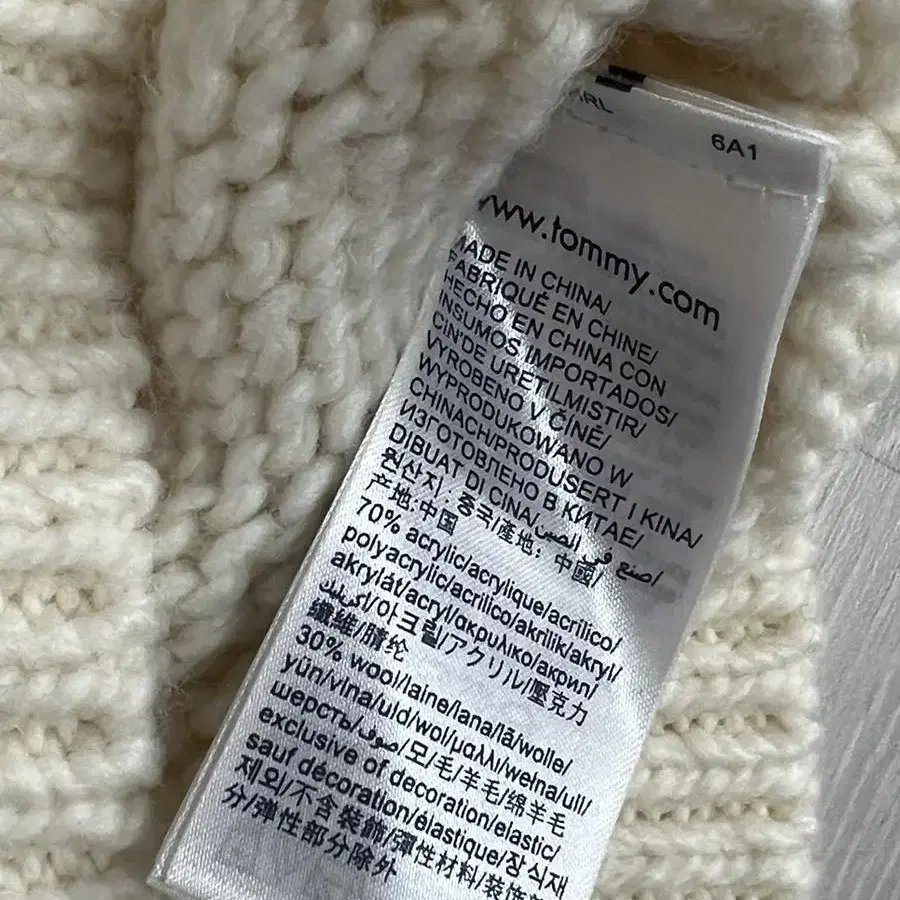 6A1
www.tommy.com
MADE IN CHINA/
FABRIQUÉ EN CHINE/
HECHO EN CHINA CON
INSUMOS IMPORTADOS/
CIN'DE URETILMISTIR/
VYROBENO V ČÍNĚ/
WYPRODUKOWANO W
CHINACH/PRODUSERT I KINA/
ИЗГОТОВЛЕНО В КИТАЕ/
DIBUAT DI CINA/صنع في الصين/
원산지: 중국/產地: 中國/
产地:中国
70% acrylic/acrylique/acrílico/
polyacrylic/acrilico/akrilik/akryl/
akrylát/acryl/ακρυλικο/акрил/
اكريليك/아크릴/アクリル/壓克力
纖維/腈纶
30% wool/laine/lana/lã/wolle/
yün/vlna/uld/wol/μαλλι/wełna/ull/
шерсть/صوف/모/毛/羊毛/绵羊毛
exclusive of decoration/elastic/
sauf décoration/élastique/장식재
제외/不含裝飾/彈性材料/装饰部
分/弹性部分除外